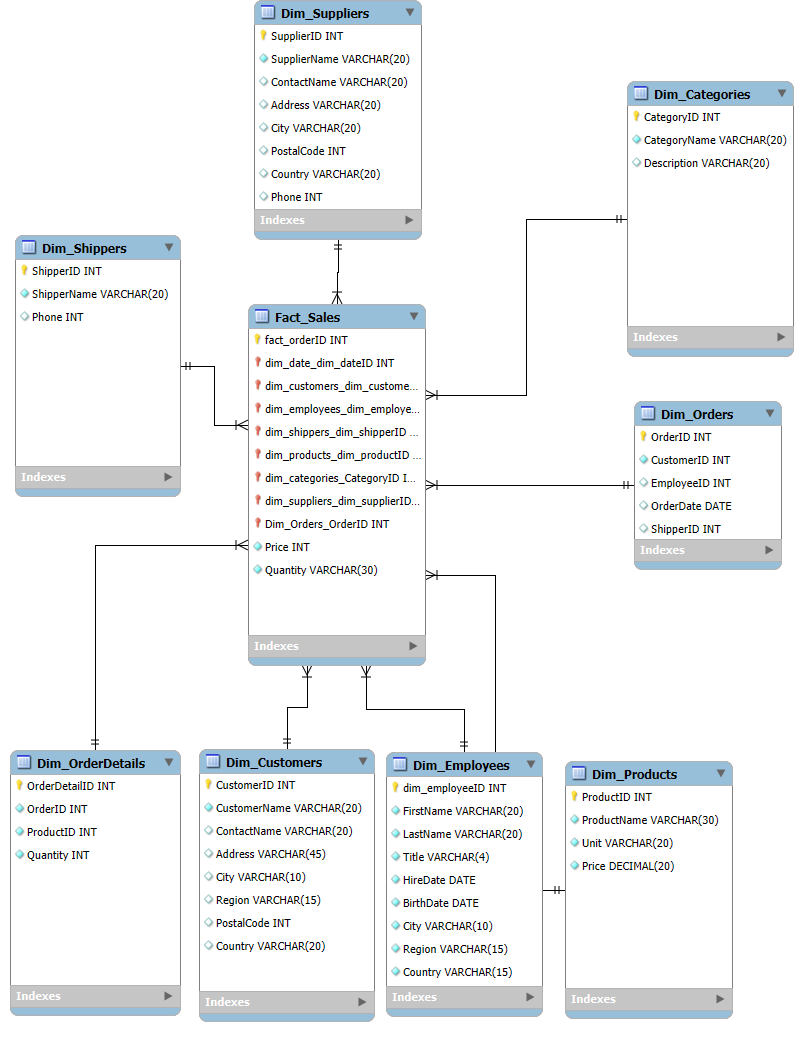 Dim_Suppliers
SupplierID INT
SupplierName VARCHAR(20)
ContactName VARCHAR(20)
Address VARCHAR(20)
City VARCHAR(20)
PostalCode INT
Country VARCHAR(20)
Phone INT
Indexes
Dim_Categories
CategoryID INT
CategoryName VARCHAR(20)
Description VARCHAR(20)
Indexes
Dim_Shippers
ShipperID INT
ShipperName VARCHAR(20)
Phone INT
Indexes
Fact_Sales
fact_orderID INT
dim_date_dim_dateID INT
dim_customers_dim_custome...
dim_employees_dim_employe...
dim_shippers_dim_shipperID ...
dim_products_dim_productID ...
dim_categories_CategoryID I...
dim_suppliers_dim_supplierID...
Dim_Orders_OrderID INT
Price INT
Quantity VARCHAR(30)
Indexes
Dim_Orders
OrderID INT
CustomerID INT
EmployeeID INT
OrderDate DATE
ShipperID INT
Indexes
Dim_OrderDetails
OrderDetailID INT
OrderID INT
ProductID INT
Quantity INT
Indexes
Dim_Customers
CustomerID INT
CustomerName VARCHAR(20)
ContactName VARCHAR(20)
Address VARCHAR(45)
City VARCHAR(10)
Region VARCHAR(15)
PostalCode INT
Country VARCHAR(20)
Indexes
Dim_Employees
dim_employeeID INT
FirstName VARCHAR(20)
LastName VARCHAR(20)
Title VARCHAR(4)
HireDate DATE
BirthDate DATE
City VARCHAR(10)
Region VARCHAR(15)
Country VARCHAR(15)
Indexes
Dim_Products
ProductID INT
ProductName VARCHAR(30)
Unit VARCHAR(20)
Price DECIMAL(20)
Indexes